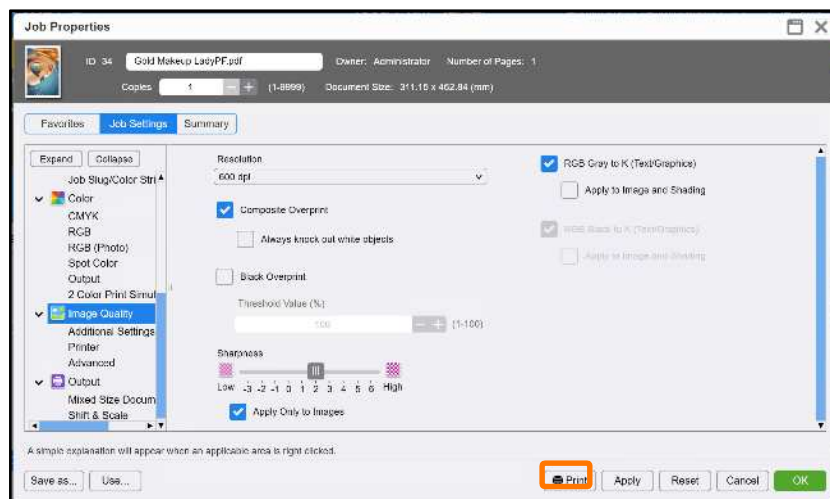 Job Properties
ID 34 Gold Makeup LadyPF.pdf Owner: Administrator Number of Pages: 1
Copies 1 - + (1-9999) Document Size: 311.15 x 462.84 (mm)
Favorites Job Settings Summary
Expand Collapse
Job Slug/Color Stri
Color
CMYK
RGB
RGB (Photo)
Spot Color
Output
2 Color Print Simul
Image Quality
Additional Settings
Printer
Advanced
Output
Mixed Size Docum
Shift & Scale
Resolution
600 dpi
Composite Overprint
Always knock out white objects
Black Overprint
Threshold Value (%)
100 - + (1-100)
Sharpness
Low -3 -2 -1 0 1 2 3 4 5 6 High
Apply Only to Images
RGB Gray to K (Text/Graphics)
Apply to Image and Shading
RGB Black to K (Text/Graphics)
Apply to Image and Shading
A simple explanation will appear when an applicable area is right clicked.
Save as... Use... Print Apply Reset Cancel OK